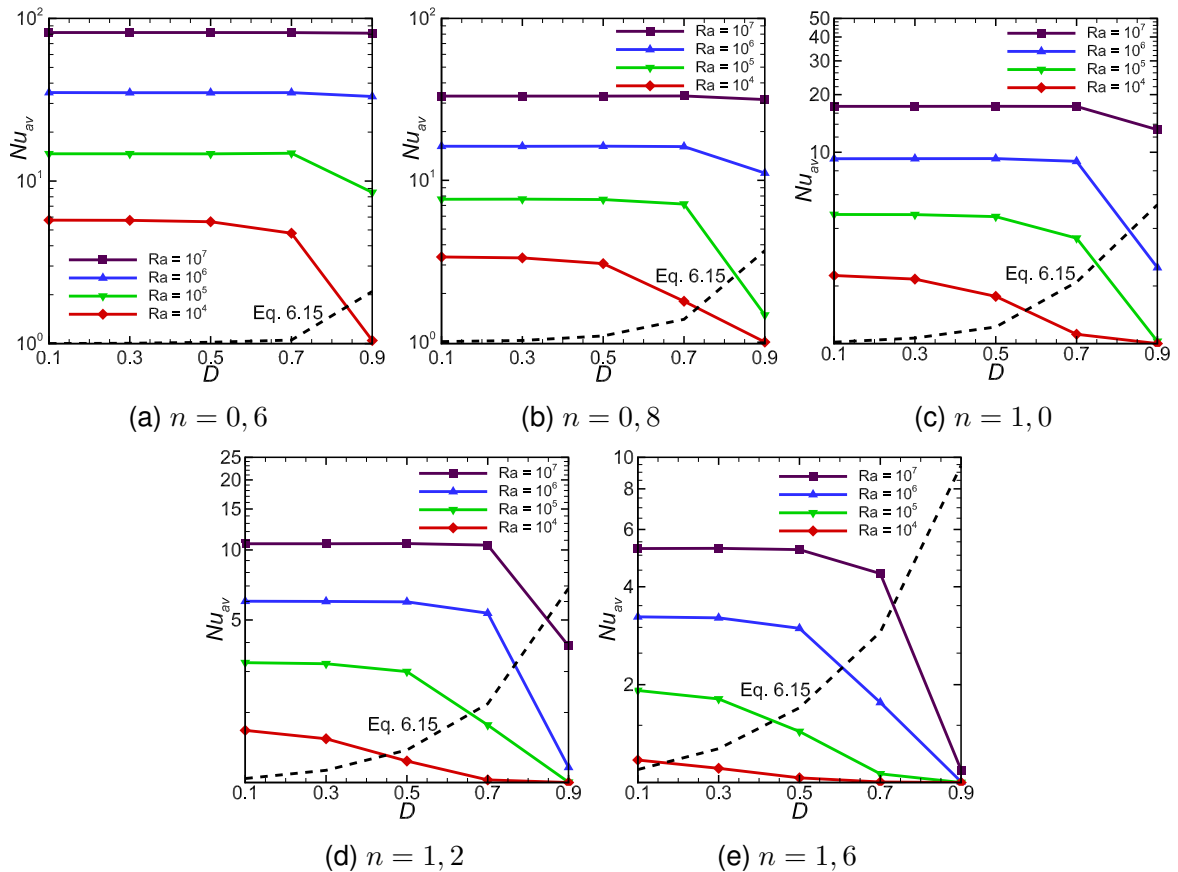 10²
Ra = 10⁷
Ra = 10⁶
Ra = 10⁵
Ra = 10⁴
Eq. 6.15
10¹
10⁰
Nu_av
0.1 0.3 0.5 0.7 0.9
D
(a) n = 0,6
10²
Ra = 10⁷
Ra = 10⁶
Ra = 10⁵
Ra = 10⁴
Eq. 6.15
10¹
10⁰
Nu_av
0.1 0.3 0.5 0.7 0.9
D
(b) n = 0,8
50
40
30
20
10
Ra = 10⁷
Ra = 10⁶
Ra = 10⁵
Ra = 10⁴
Eq. 6.15
Nu_av
0.1 0.3 0.5 0.7 0.9
D
(c) n = 1,0
25
20
15
10
5
Ra = 10⁷
Ra = 10⁶
Ra = 10⁵
Ra = 10⁴
Eq. 6.15
Nu_av
0.1 0.3 0.5 0.7 0.9
D
(d) n = 1,2
10
8
6
4
2
Ra = 10⁷
Ra = 10⁶
Ra = 10⁵
Ra = 10⁴
Eq. 6.15
Nu_av
0.1 0.3 0.5 0.7 0.9
D
(e) n = 1,6